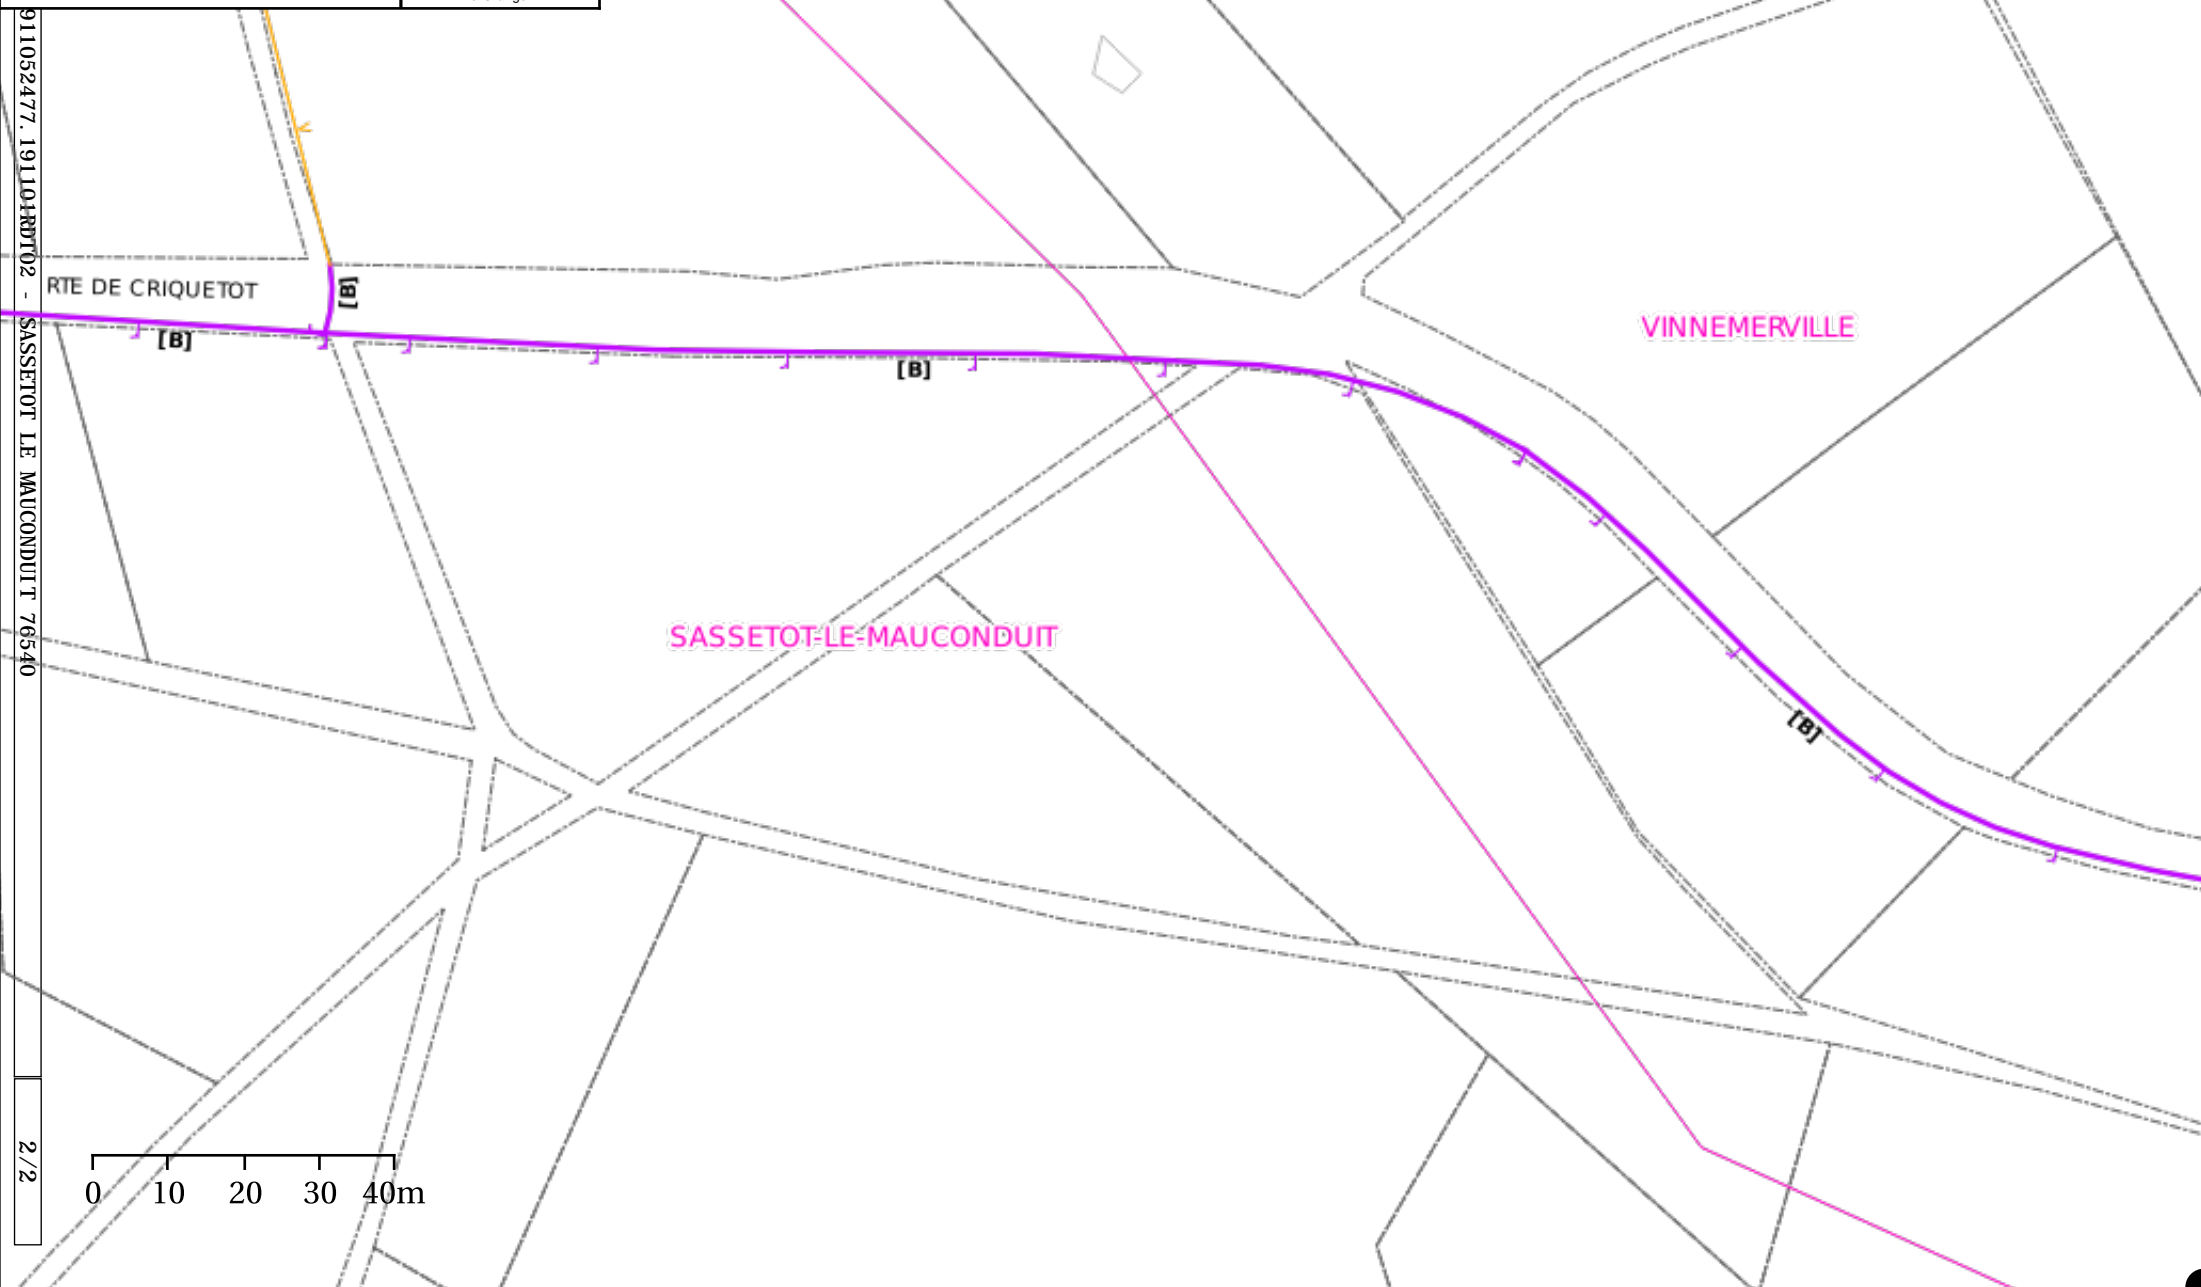 911052477. 191101RDT02 - SASSETOT LE MAUCONDUIT 76540
RTE DE CRIQUETOT
[B]
[B]
[B]
VINNEMERVILLE
SASSETOT-LE-MAUCONDUIT
[B]
2/2
0 10 20 30 40m